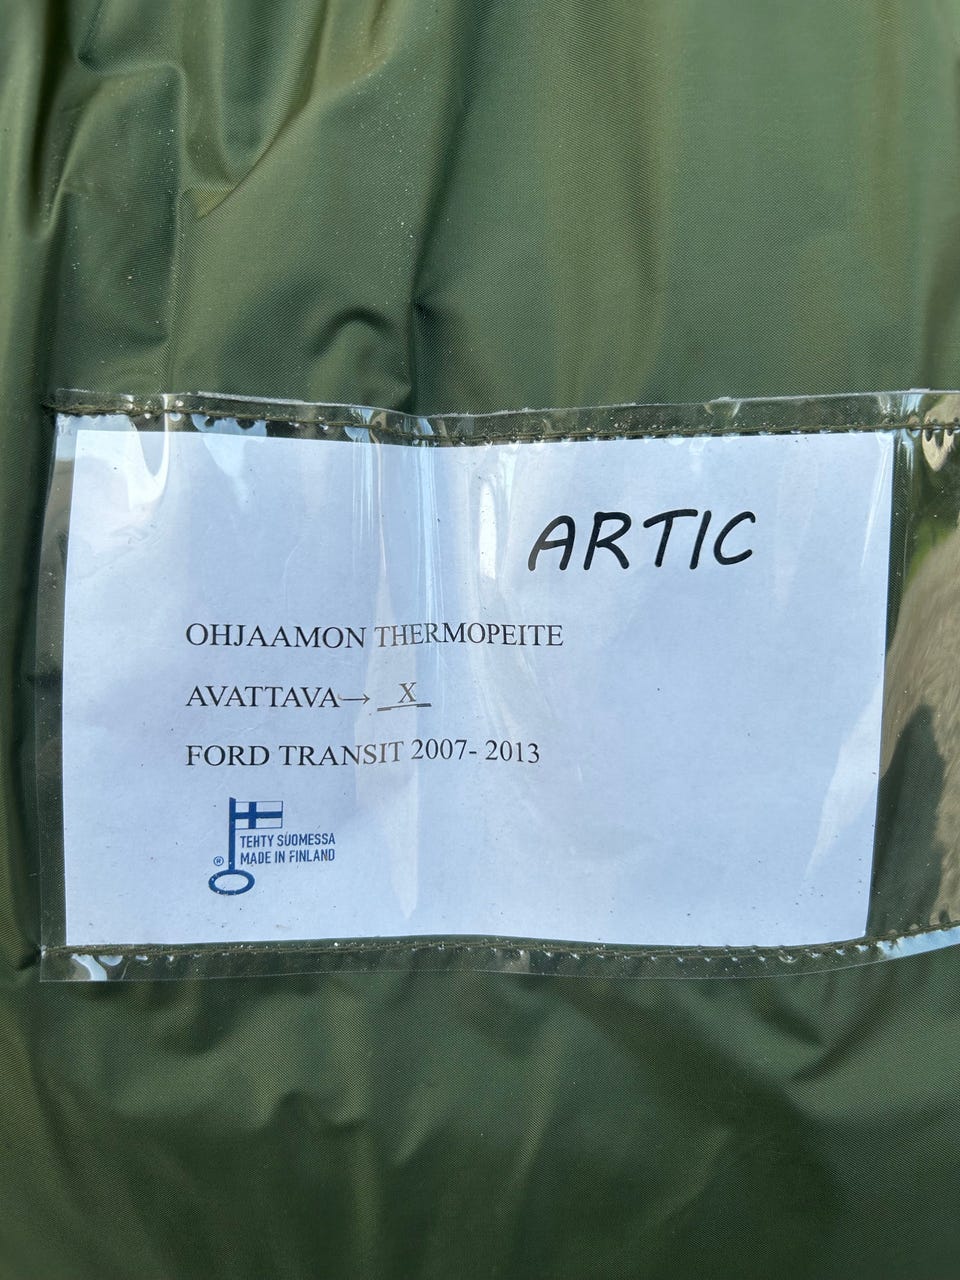 ARTIC
OHJAAMON THERMOPEITE
AVATTAVA→ X
FORD TRANSIT 2007- 2013
TEHTY SUOMESSA
® MADE IN FINLAND